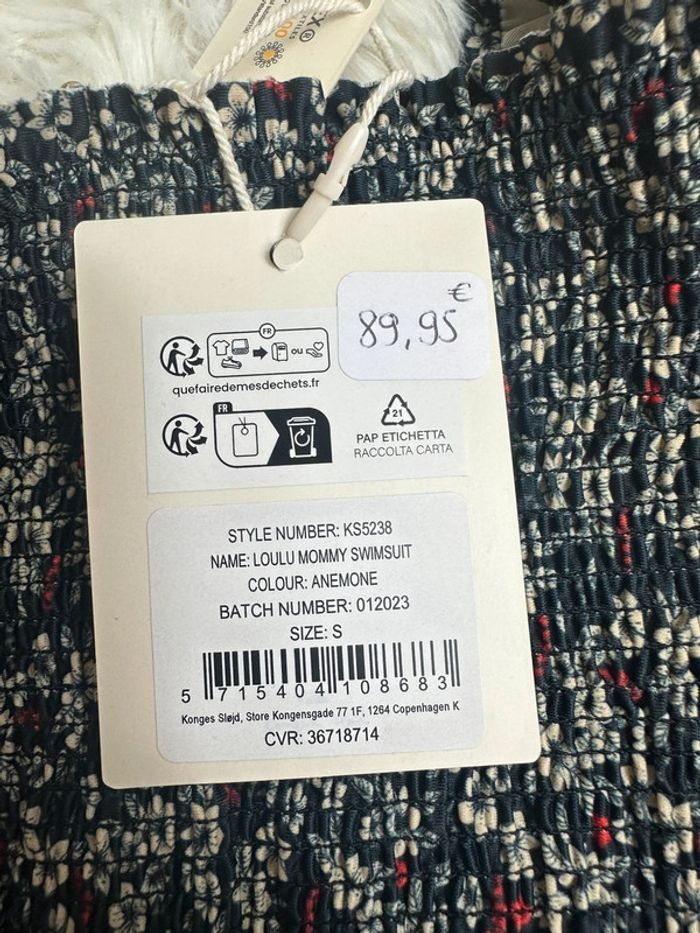 X®
TILES
100
89,95 €
FR
ou
quefairedemesdechets.fr
FR
21
PAP ETICHETTA
RACCOLTA CARTA
STYLE NUMBER: KS5238
NAME: LOULU MOMMY SWIMSUIT
COLOUR: ANEMONE
BATCH NUMBER: 012023
SIZE: S
5 715404 108683
Konges Sløjd, Store Kongensgade 77 1F, 1264 Copenhagen K
CVR: 36718714